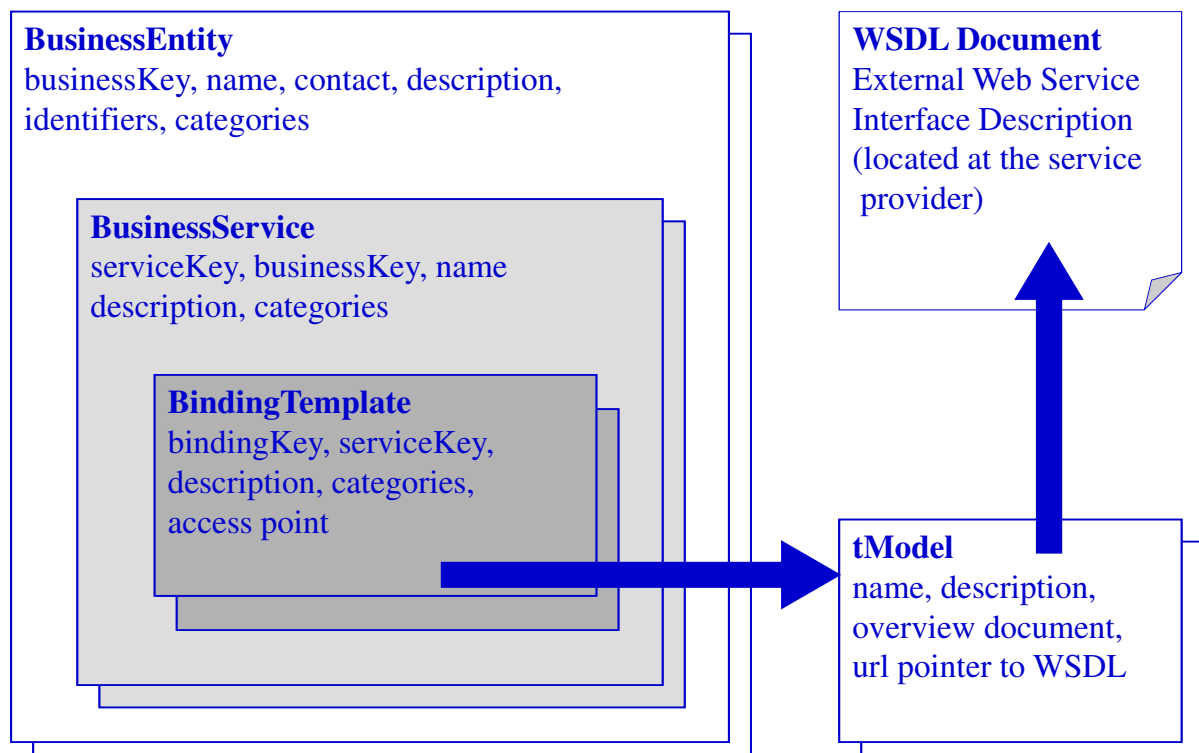 BusinessEntity
businessKey, name, contact, description,
identifiers, categories
BusinessService
serviceKey, businessKey, name
description, categories
BindingTemplate
bindingKey, serviceKey,
description, categories,
access point
WSDL Document
External Web Service
Interface Description
(located at the service
provider)
tModel
name, description,
overview document,
url pointer to WSDL